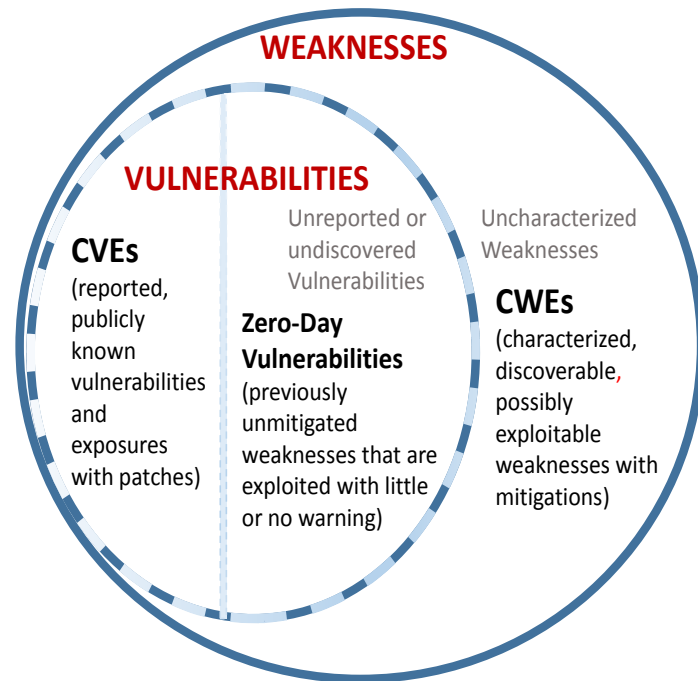 WEAKNESSES
VULNERABILITIES
CVEs
(reported,
publicly
known
vulnerabilities
and
exposures
with patches)
Unreported or
undiscovered
Vulnerabilities
Zero-Day
Vulnerabilities
(previously
unmitigated
weaknesses that are
exploited with little
or no warning)
Uncharacterized
Weaknesses
CWEs
(characterized,
discoverable,
possibly
exploitable
weaknesses with
mitigations)